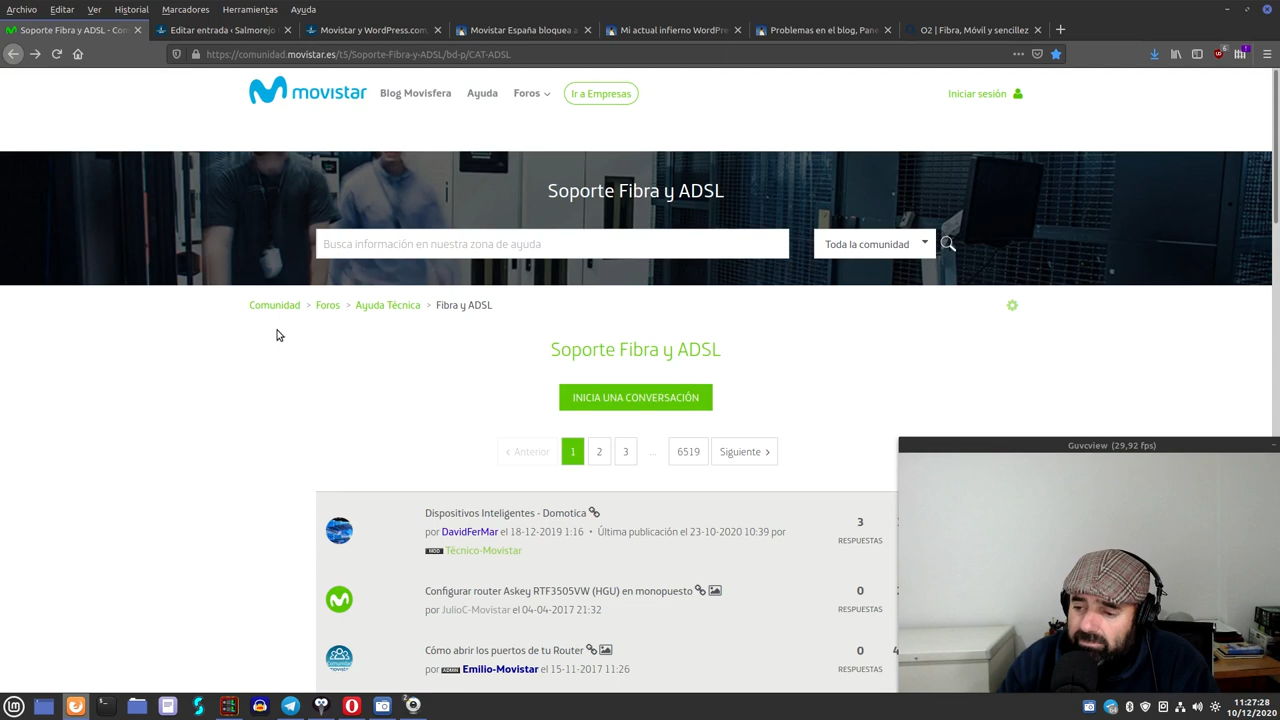 Archivo Editar Ver Historial Marcadores Herramientas Ayuda
Soporte Fibra y ADSL - Com × Editar entrada ‹ Salmorejo × Movistar y WordPress.com, × Movistar España bloquea a × Mi actual infierno WordPre × Problemas en el blog, Pane × O2 | Fibra, Móvil y sencillez × +
https://comunidad.movistar.es/t5/Soporte-Fibra-y-ADSL/bd-p/CAT-ADSL
movistar Blog Movisfera Ayuda Foros Ir a Empresas Iniciar sesión
Soporte Fibra y ADSL
Busca información en nuestra zona de ayuda Toda la comunidad
Comunidad > Foros > Ayuda Técnica > Fibra y ADSL
Soporte Fibra y ADSL
INICIA UNA CONVERSACIÓN
‹ Anterior 1 2 3 ... 6519 Siguiente ›
Guvcview (29,92 fps)
Dispositivos Inteligentes - Domotica
por DavidFerMar el 18-12-2019 1:16 • Última publicación el 23-10-2020 10:39 por
Técnico-Movistar
3
RESPUESTAS
Configurar router Askey RTF3505VW (HGU) en monopuesto
por JulioC-Movistar el 04-04-2017 21:32
0
RESPUESTAS
Cómo abrir los puertos de tu Router
por ADMIN Emilio-Movistar el 15-11-2017 11:26
0
RESPUESTAS
11:27:28
10/12/2020